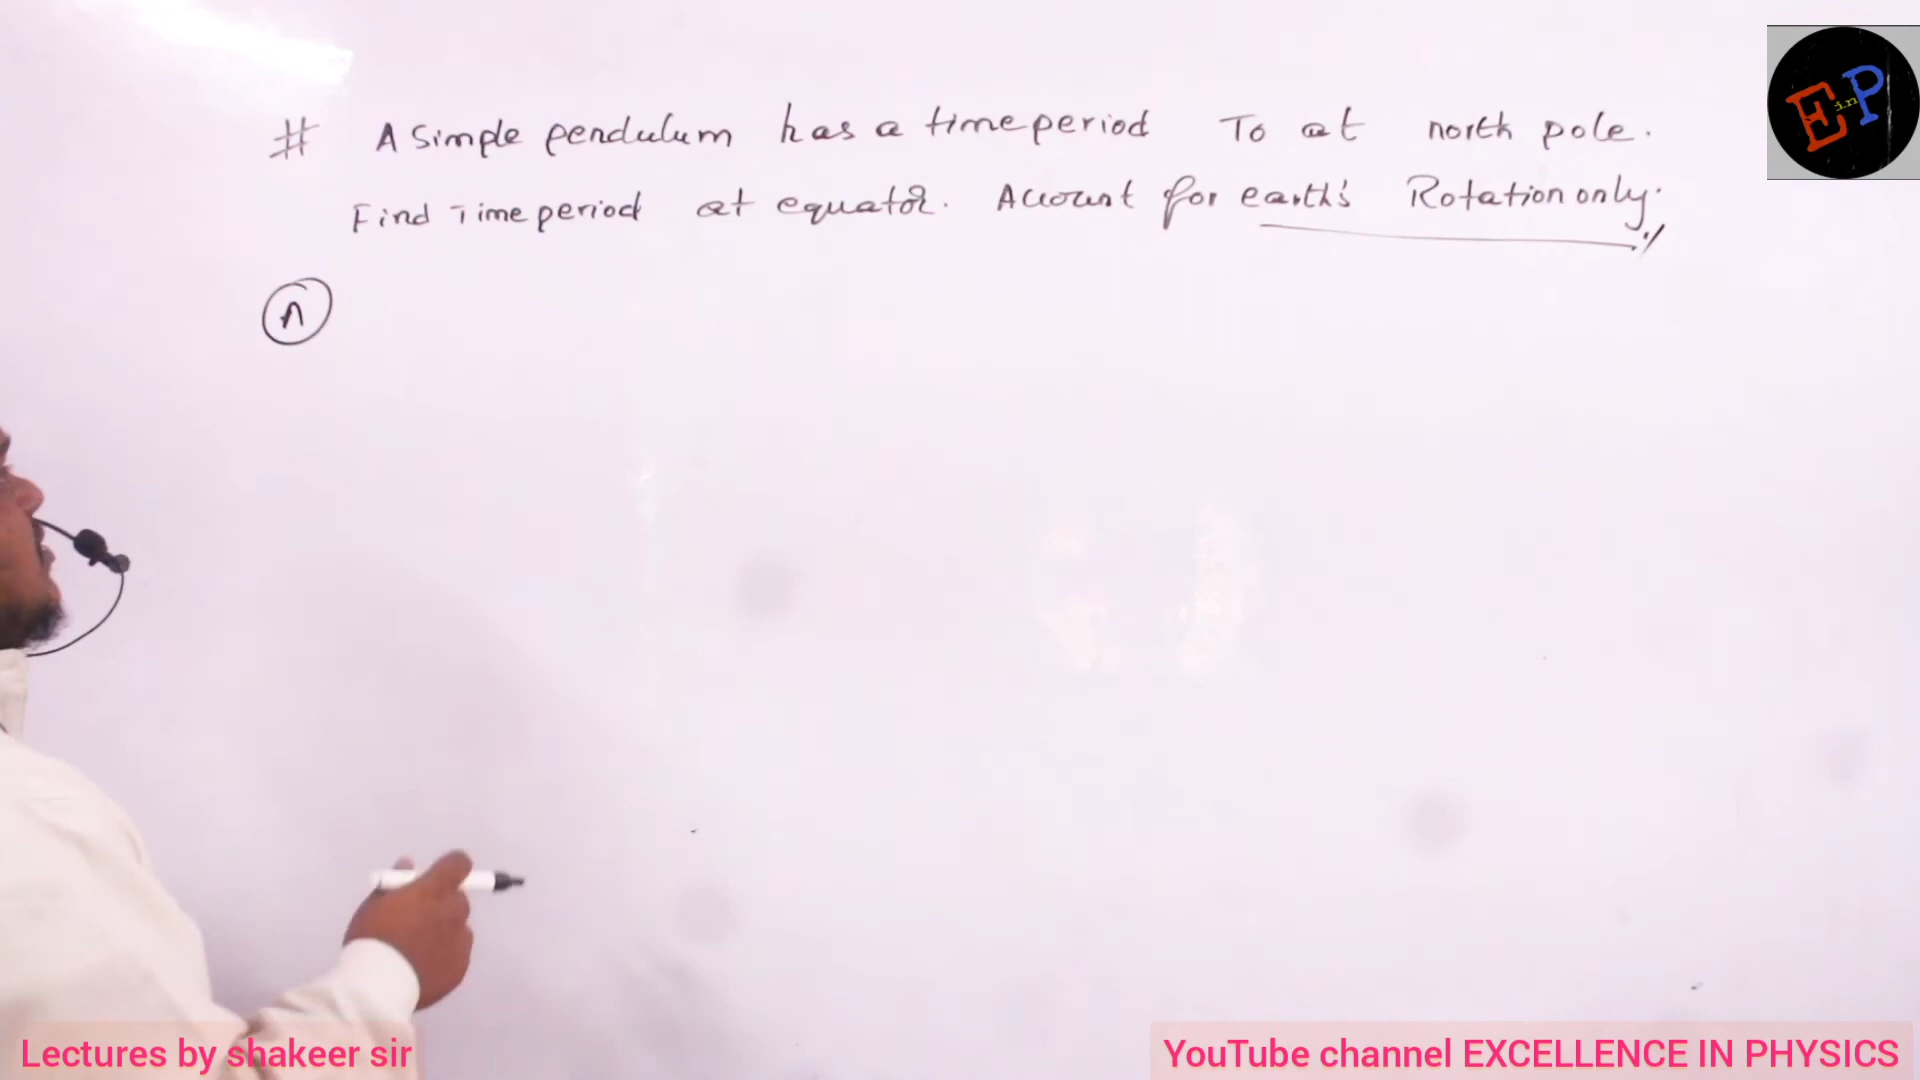 # A Simple pendulum has a time period To at north pole.
Find Time period at equator. Account for earth's Rotation only.
A
E in P
Lectures by shakeer sir
YouTube channel EXCELLENCE IN PHYSICS